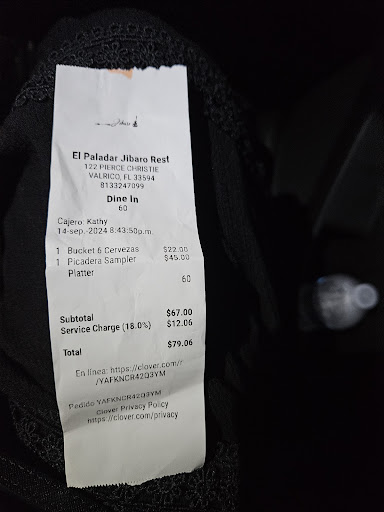 El Paladar Jibaro Rest
122 PIERCE CHRISTIE
VALRICO, FL 33594
8133247099
Dine In
60
Cajero: Kathy
14-sep.-2024 8:43:50p.m.
1 Bucket 6 Cervezas $22.00
1 Picadera Sampler $45.00
Platter
60
Subtotal $67.00
Service Charge (18.0%) $12.06
Total $79.06
En línea: https://clover.com/r
/YAFKNCR42Q3YM
Pedido YAFKNCR42Q3YM
Clover Privacy Policy
https://clover.com/privacy